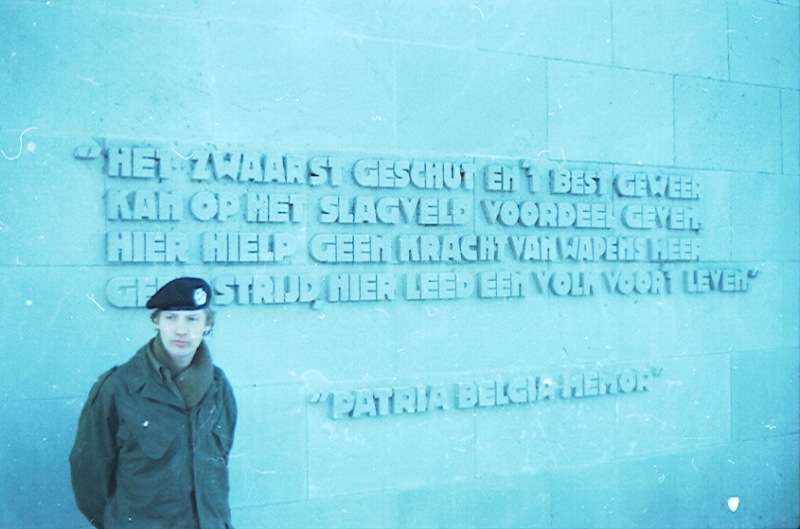 "HET ZWAARST GESCHUT EN 'T BEST GEWEER
KAN OP HET SLAGVELD VOORDEEL GEVEN.
HIER HIELP GEEN KRACHT VAN WAPENS MEER
STRIJD, HIER LEED EEN VOLK VOORT LEVEN"
"PATRIA BELGIA MEMOR"